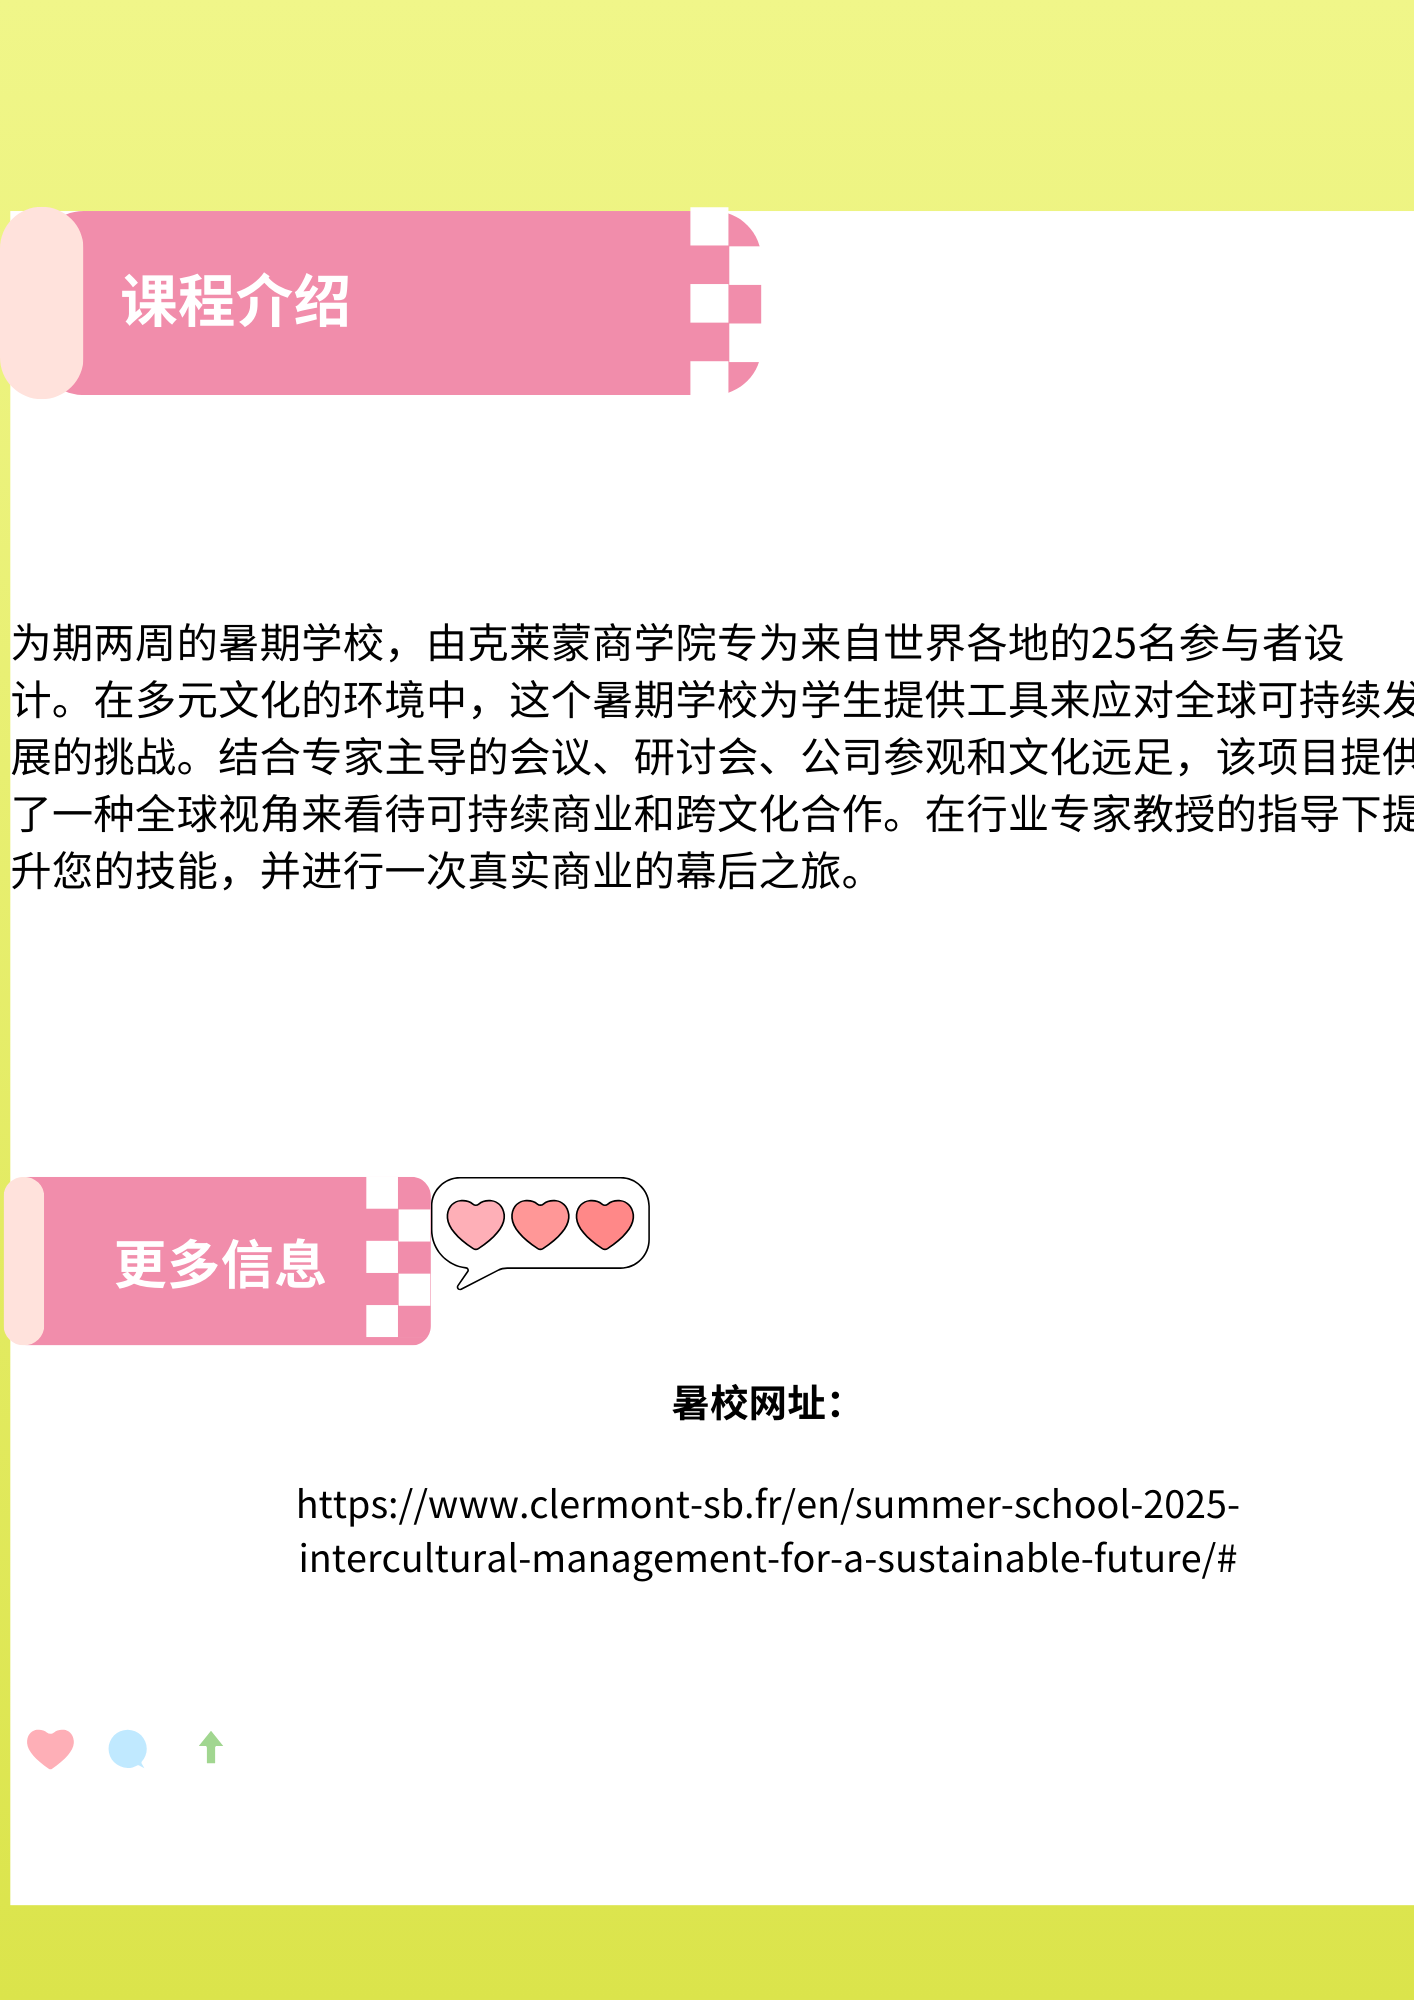 课程介绍
为期两周的暑期学校，由克莱蒙商学院专为来自世界各地的25名参与者设
计。在多元文化的环境中，这个暑期学校为学生提供工具来应对全球可持续发
展的挑战。结合专家主导的会议、研讨会、公司参观和文化远足，该项目提供
了一种全球视角来看待可持续商业和跨文化合作。在行业专家教授的指导下提
升您的技能，并进行一次真实商业的幕后之旅。
更多信息
暑校网址：
https://www.clermont-sb.fr/en/summer-school-2025-
intercultural-management-for-a-sustainable-future/#